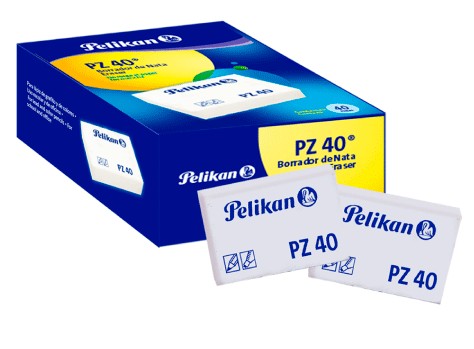 Pelikan
PZ 40®
Borrador de Nata
Eraser
Pelikan
PZ 40
40
PZ 40®
Borrador de Nata
Eraser
Pelikan
Pelikan
PZ 40
Pelikan
PZ 40